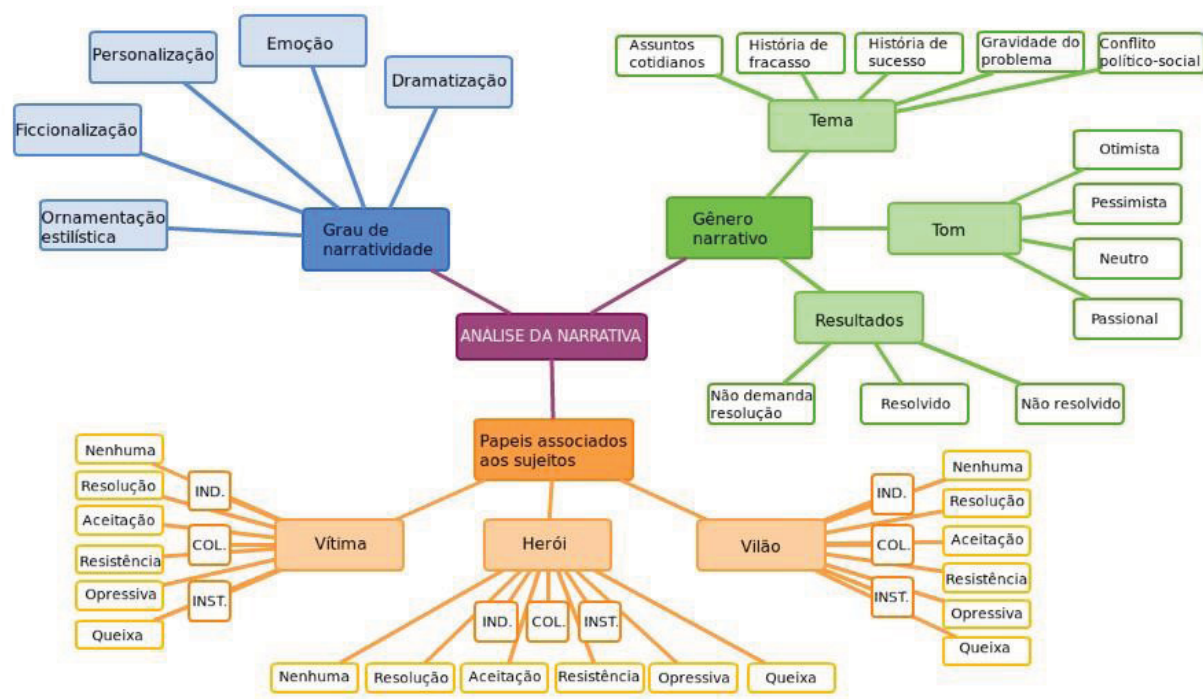 Emoção
Personalização
Dramatização
Ficcionalização
Ornamentação
estilística
Grau de
narratividade
Assuntos
cotidianos
História de
fracasso
História de
sucesso
Gravidade do
problema
Conflito
político-social
Tema
Gênero
narrativo
Tom
Otimista
Pessimista
Neutro
Passional
Resultados
Não demanda
resolução
Resolvido
Não resolvido
ANÁLISE DA NARRATIVA
Papeis associados
aos sujeitos
Vítima
IND.
COL.
INST.
Nenhuma
Resolução
Aceitação
Resistência
Opressiva
Queixa
Herói
IND.
COL.
INST.
Nenhuma
Resolução
Aceitação
Resistência
Opressiva
Queixa
Vilão
IND.
COL.
INST.
Nenhuma
Resolução
Aceitação
Resistência
Opressiva
Queixa